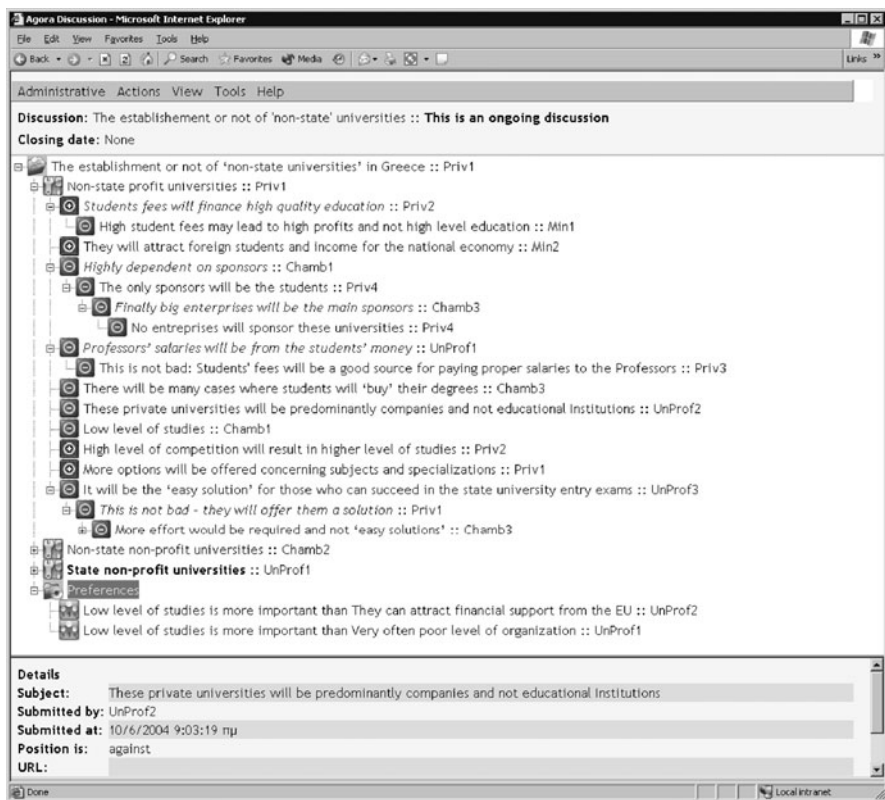 Agora Discussion - Microsoft Internet Explorer
File Edit View Favorites Tools Help
Back Search Favorites Media Links »
Administrative Actions View Tools Help
Discussion: The establishement or not of 'non-state' universities :: This is an ongoing discussion
Closing date: None
The establishment or not of ‘non-state universities’ in Greece :: Priv1
Non-state profit universities :: Priv1
Students fees will finance high quality education :: Priv2
High student fees may lead to high profits and not high level education :: Min1
They will attract foreign students and income for the national economy :: Min2
Highly dependent on sponsors :: Chamb1
The only sponsors will be the students :: Priv4
Finally big enterprises will be the main sponsors :: Chamb3
No entreprises will sponsor these universities :: Priv4
Professors’ salaries will be from the students’ money :: UnProf1
This is not bad: Students' fees will be a good source for paying proper salaries to the Professors :: Priv3
There will be many cases where students will ‘buy’ their degrees :: Chamb3
These private universities will be predominantly companies and not educational Institutions :: UnProf2
Low level of studies :: Chamb1
High level of competition will result in higher level of studies :: Priv2
More options will be offered concerning subjects and specializations :: Priv1
It will be the ‘easy solution’ for those who can succeed in the state university entry exams :: UnProf3
This is not bad - they will offer them a solution :: Priv1
More effort would be required and not ‘easy solutions’ :: Chamb3
Non-state non-profit universities :: Chamb2
State non-profit universities :: UnProf1
Preferences
Low level of studies is more important than They can attract financial support from the EU :: UnProf2
Low level of studies is more important than Very often poor level of organization :: UnProf1
Details
Subject: These private universities will be predominantly companies and not educational Institutions
Submitted by: UnProf2
Submitted at: 10/6/2004 9:03:19 πμ
Position is: against
URL:
Done Local intranet